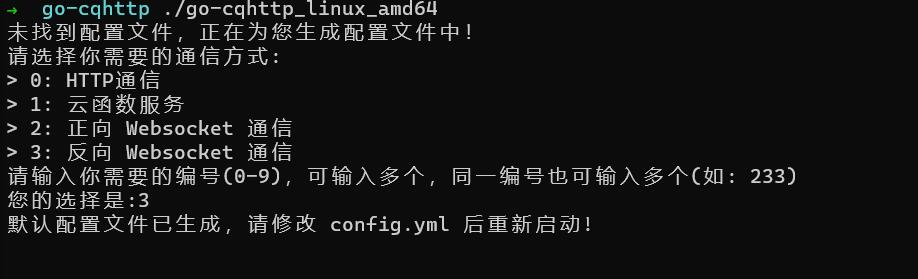 → go-cqhttp ./go-cqhttp_linux_amd64
未找到配置文件，正在为您生成配置文件中！
请选择你需要的通信方式:
> 0: HTTP通信
> 1: 云函数服务
> 2: 正向 Websocket 通信
> 3: 反向 Websocket 通信
请输入你需要的编号(0-9)，可输入多个，同一编号也可输入多个(如: 233)
您的选择是:3
默认配置文件已生成，请修改 config.yml 后重新启动！